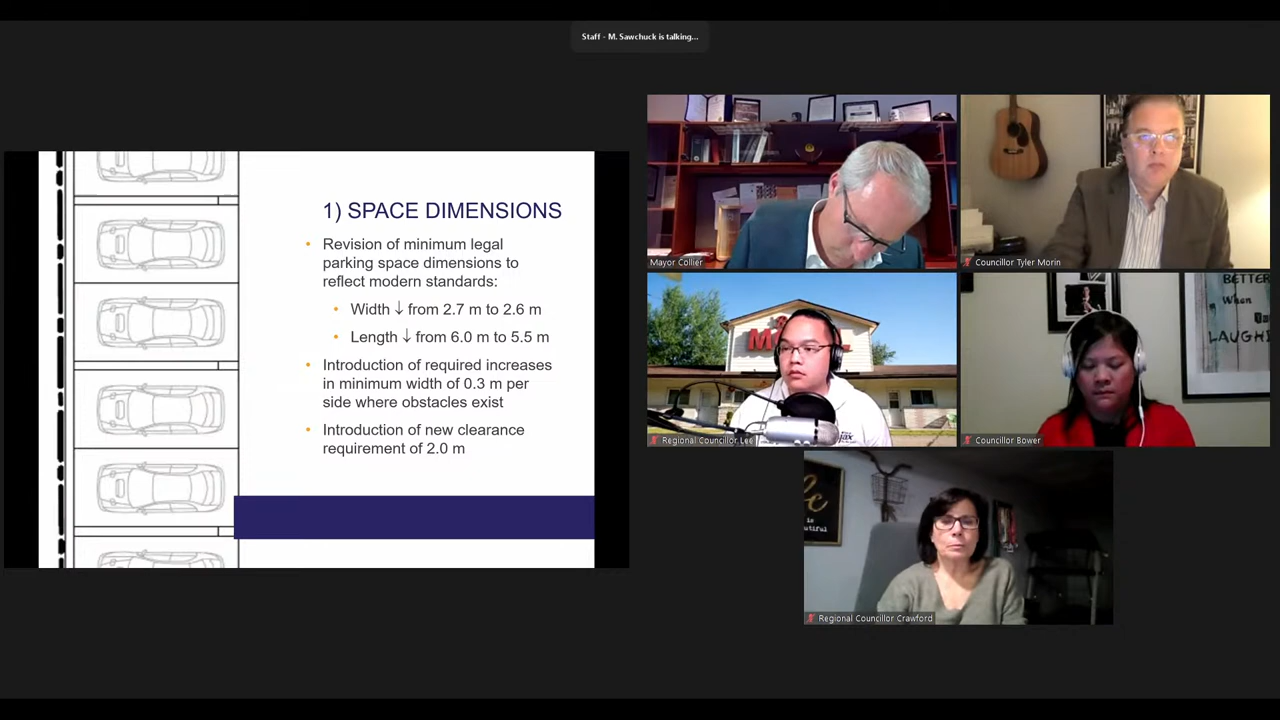 Staff - M. Sawchuck is talking...
1) SPACE DIMENSIONS
• Revision of minimum legal
parking space dimensions to
reflect modern standards:
• Width ↓ from 2.7 m to 2.6 m
• Length ↓ from 6.0 m to 5.5 m
• Introduction of required increases
in minimum width of 0.3 m per
side where obstacles exist
• Introduction of new clearance
requirement of 2.0 m
Mayor Collier
Councillor Tyler Morin
Regional Councillor Lee
jax
BETTER
When
LAUGH
Councillor Bower
is
Regional Councillor Crawford